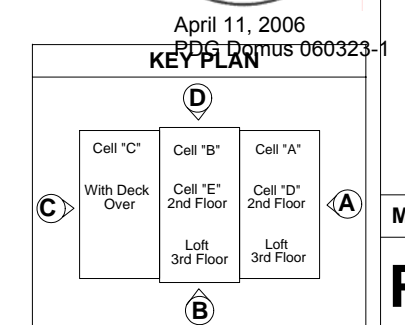 April 11, 2006
PDG Domus 060323-1
KEY PLAN
D
Cell "C"
With Deck
Over
Cell "B"
Cell "E"
2nd Floor
Loft
3rd Floor
Cell "A"
Cell "D"
2nd Floor
Loft
3rd Floor
C
A
B
M